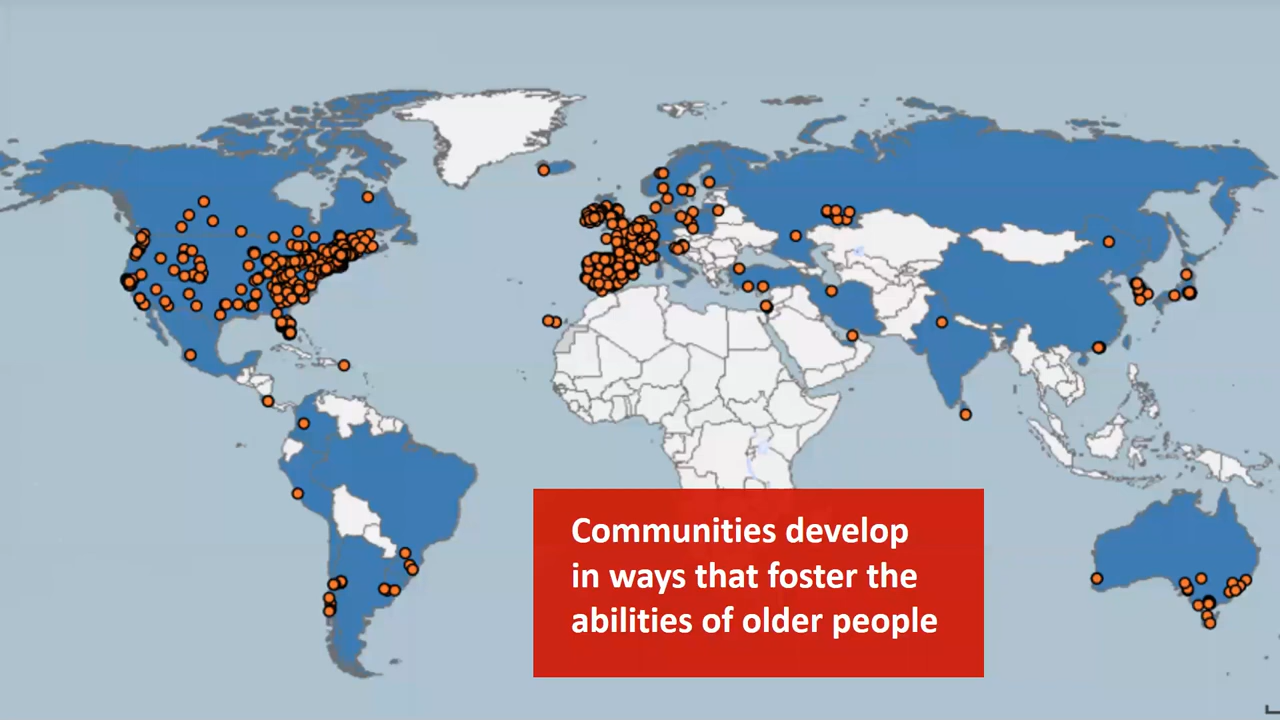 Communities develop
in ways that foster the
abilities of older people